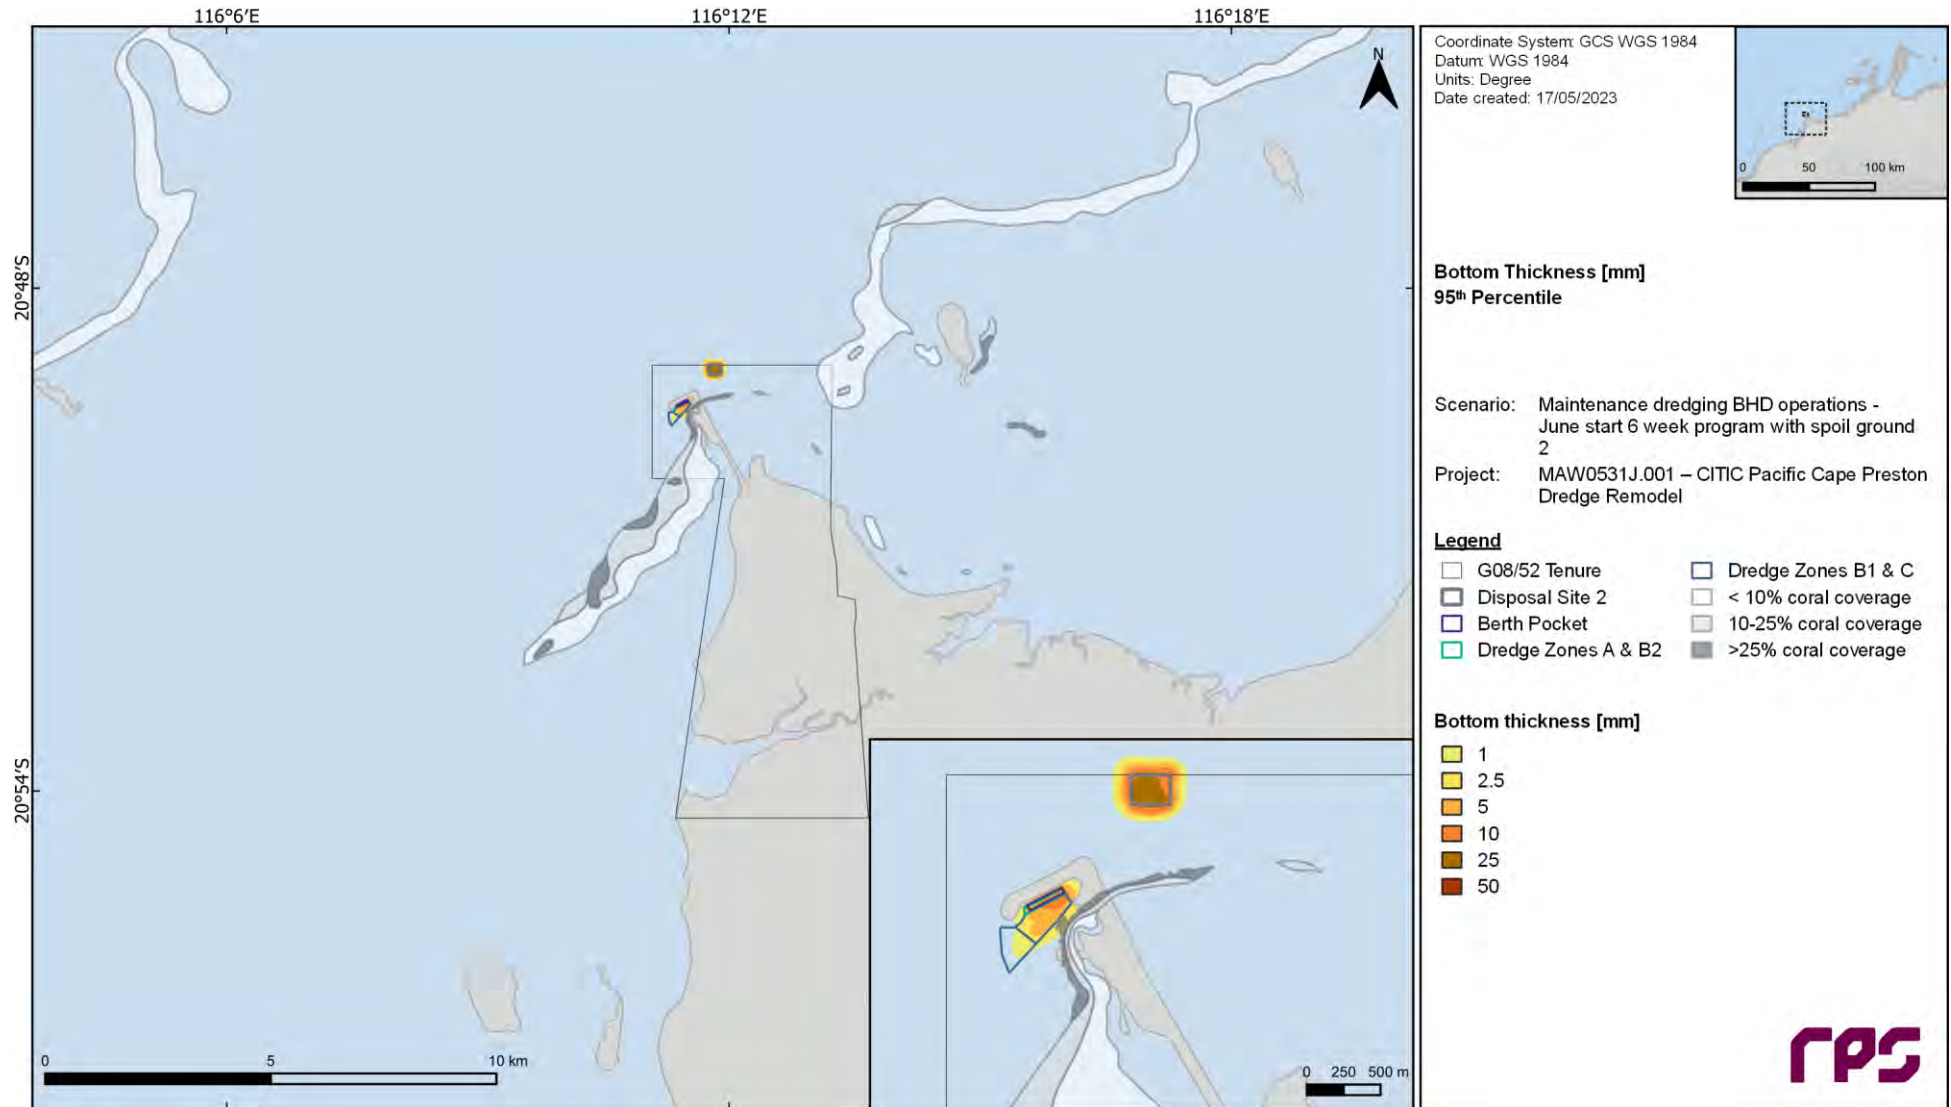 116°6'E
116°12'E
116°18'E
20°48'S
20°54'S
N
0 5 10 km
0 250 500 m
Coordinate System: GCS WGS 1984
Datum: WGS 1984
Units: Degree
Date created: 17/05/2023
0 50 100 km
Bottom Thickness [mm]
95th Percentile
Scenario: Maintenance dredging BHD operations -
June start 6 week program with spoil ground
2
Project: MAW0531J.001 – CITIC Pacific Cape Preston
Dredge Remodel
Legend
G08/52 Tenure
Disposal Site 2
Berth Pocket
Dredge Zones A & B2
Dredge Zones B1 & C
< 10% coral coverage
10-25% coral coverage
>25% coral coverage
Bottom thickness [mm]
1
2.5
5
10
25
50
rps